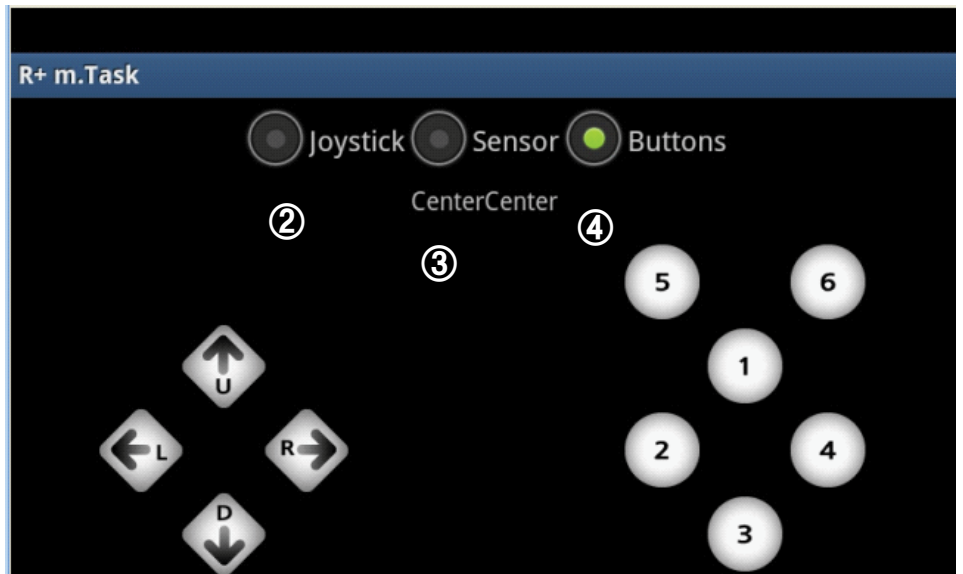 R+ m.Task
Joystick Sensor Buttons
CenterCenter
② ④
③
5 6
U 1
L R 2 4
D 3